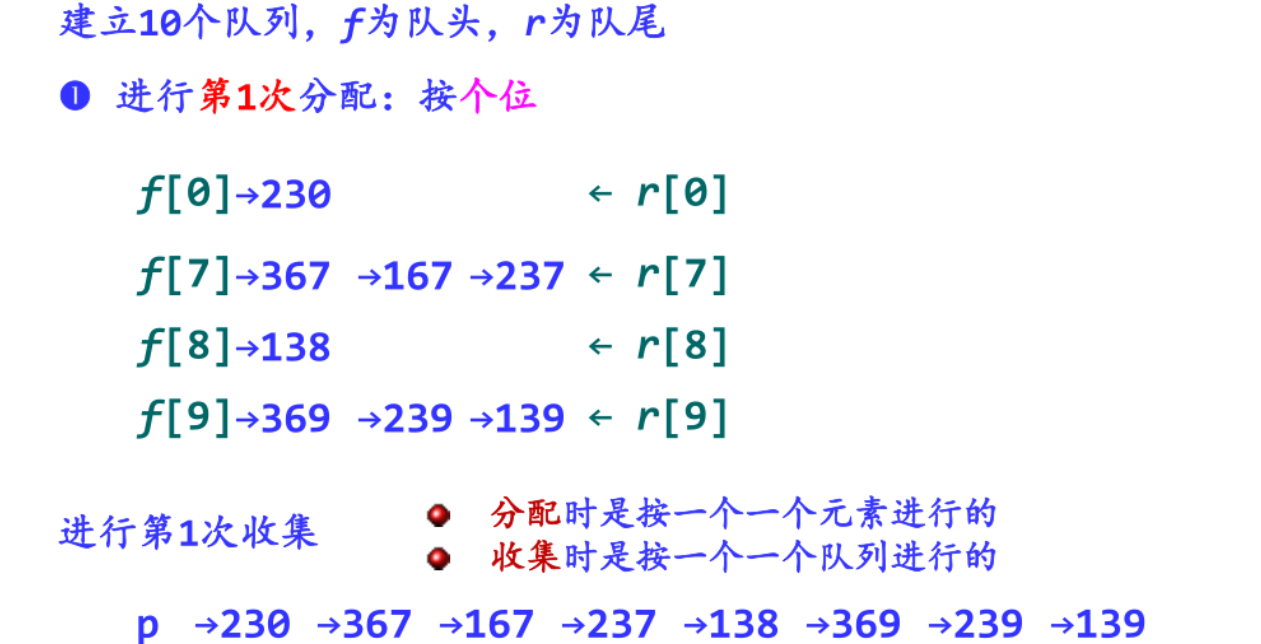 建立10个队列，f为队头，r为队尾
❶ 进行第1次分配：按个位
f[0]→230 ← r[0]
f[7]→367 →167 →237 ← r[7]
f[8]→138 ← r[8]
f[9]→369 →239 →139 ← r[9]
进行第1次收集
分配时是按一个一个元素进行的
收集时是按一个一个队列进行的
p →230 →367 →167 →237 →138 →369 →239 →139